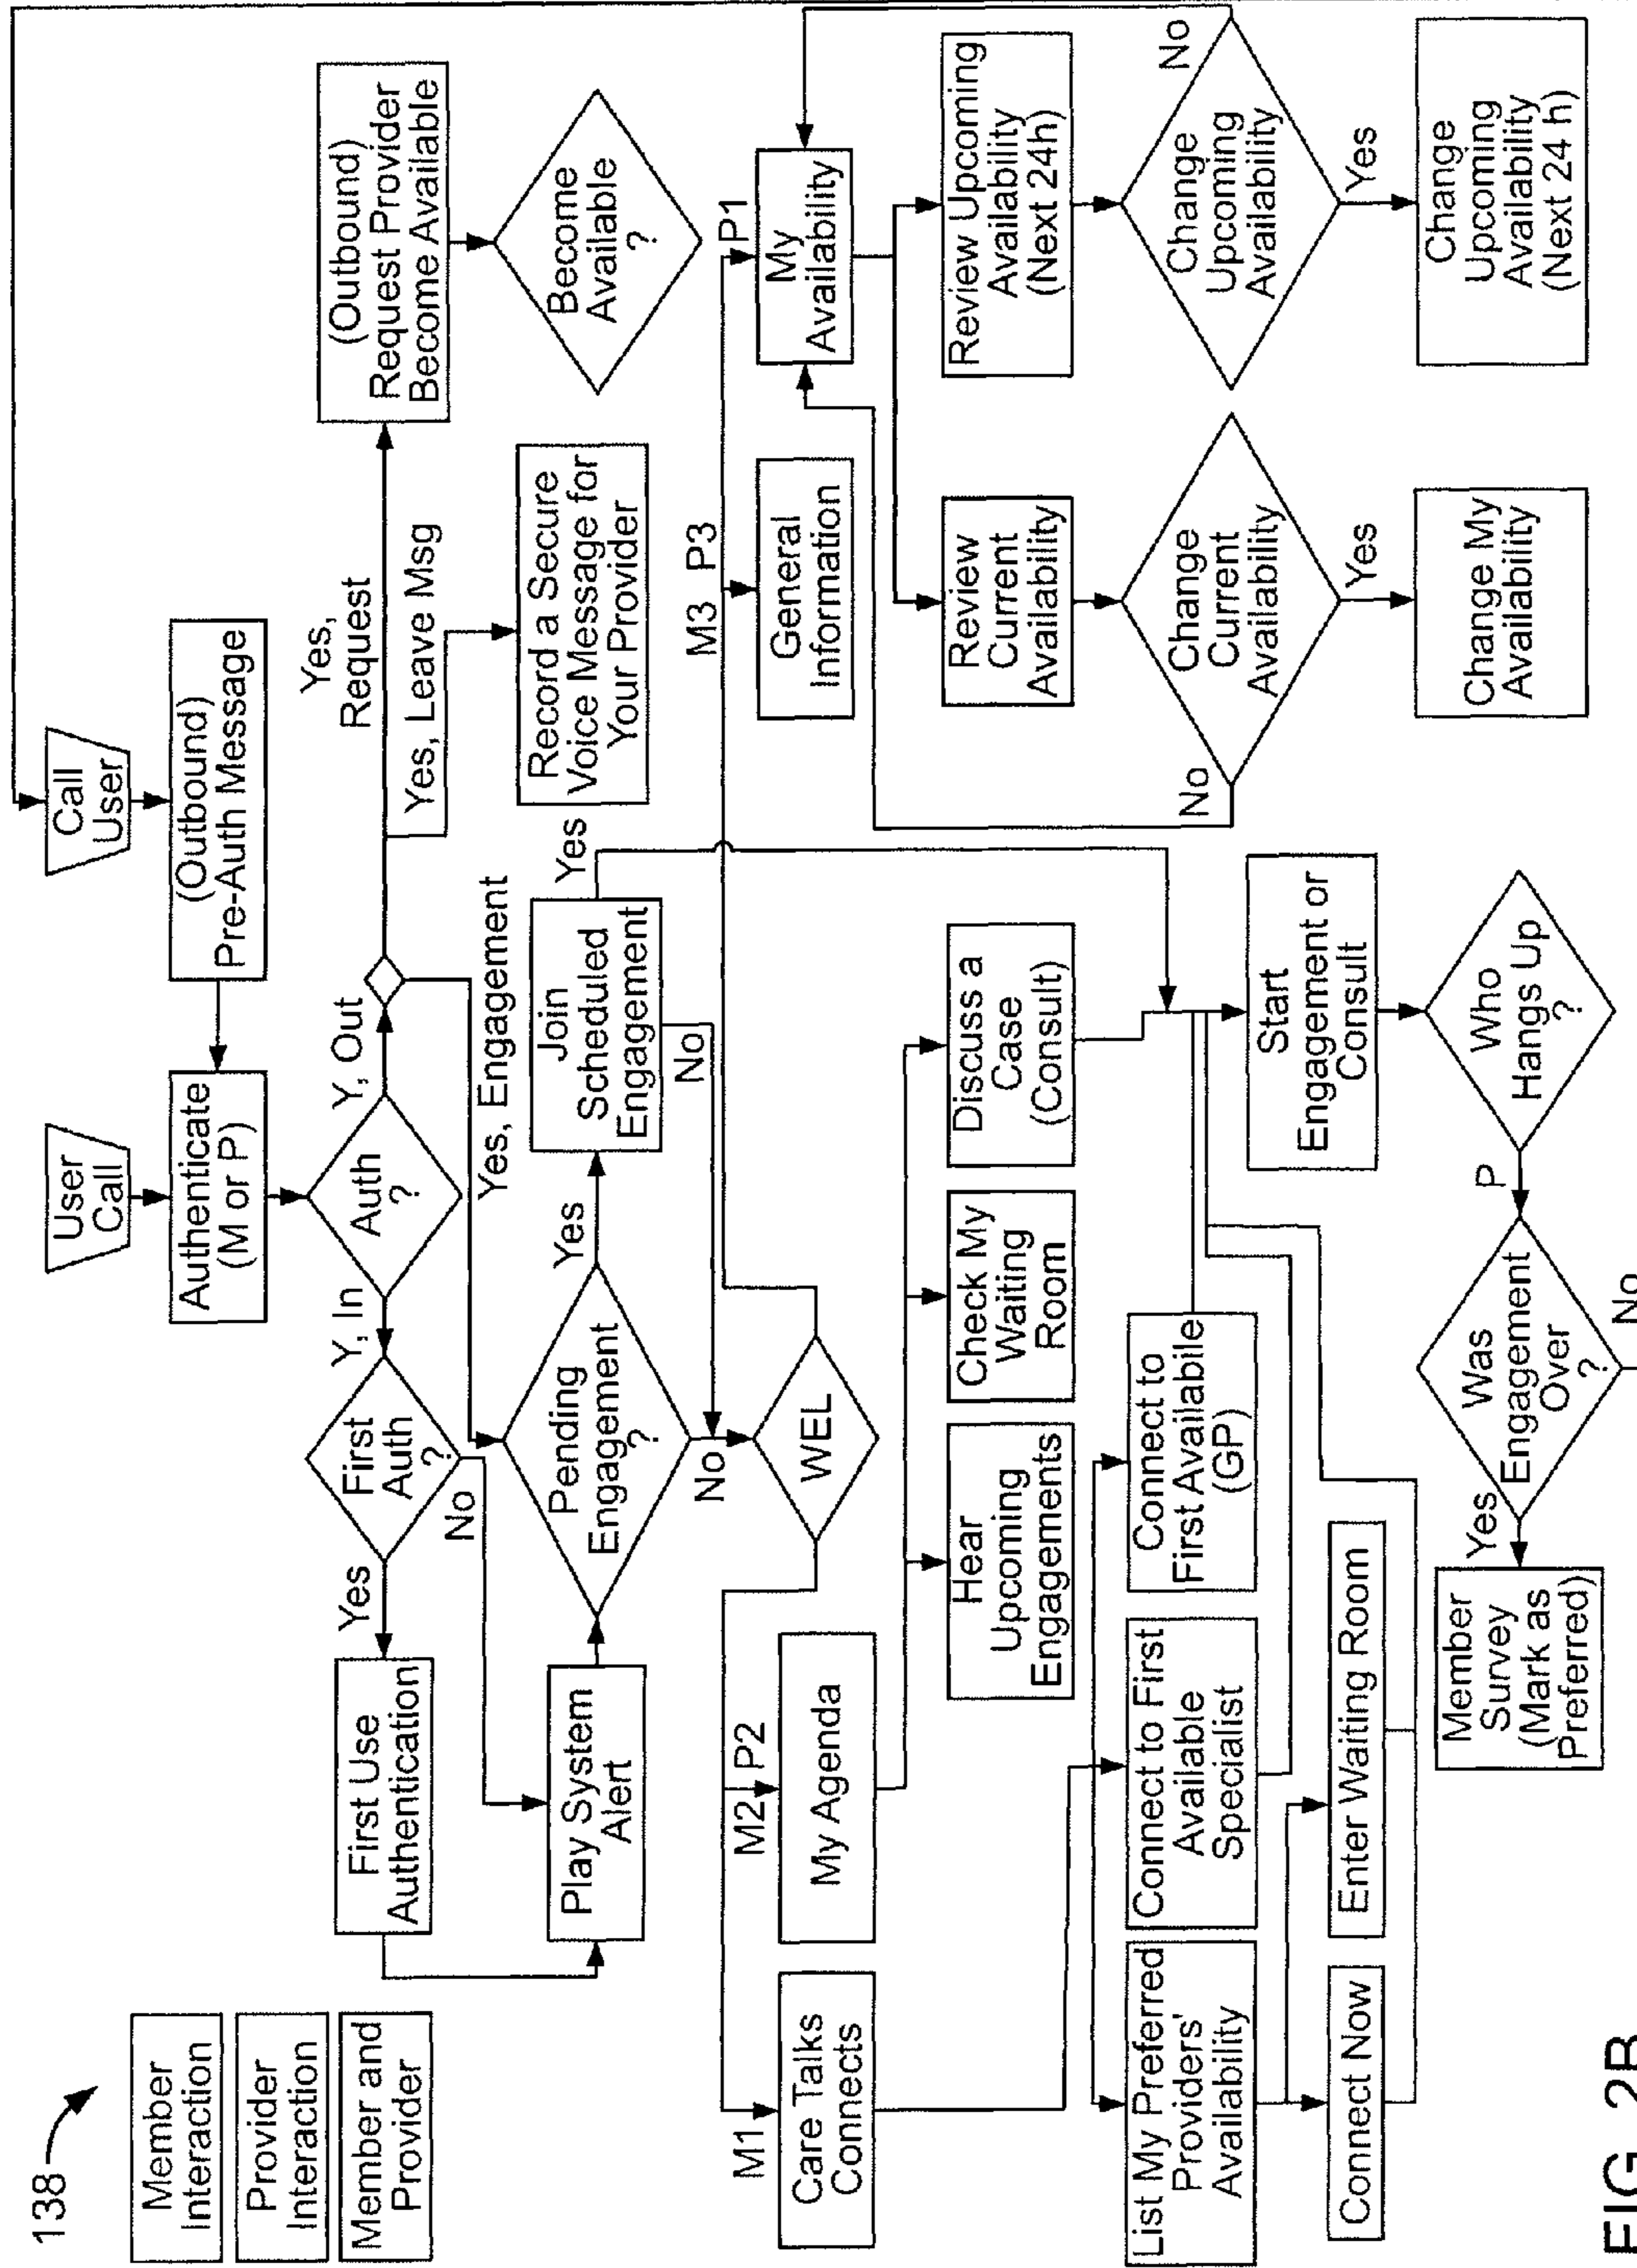 138
Member
Interaction
Provider
Interaction
Member and
Provider
User
Call
Call
User
Authenticate
(M or P)
(Outbound)
Pre-Auth Message
First Use
Authentication
Yes
First
Auth
?
Y, In
Auth
?
Y, Out
Yes,
Request
(Outbound)
Request Provider
Become Available
No
Yes, Engagement
Yes, Leave Msg
Play System
Alert
Pending
Engagement
?
Yes
Join
Scheduled
Engagement
Yes
Record a Secure
Voice Message for
Your Provider
Become
Available
?
No
No
M1
M2
P2
WEL
M3
P3
P1
Care Talks
Connects
My Agenda
General
Information
My
Availability
Hear
Upcoming
Engagements
Check My
Waiting
Room
Discuss a
Case
(Consult)
Review
Current
Availability
Review Upcoming
Availability
(Next 24h)
List My Preferred
Providers'
Availability
Connect to First
Available
Specialist
Connect to
First Availabile
(GP)
No
Change
Current
Availability
Change
Upcoming
Availability
No
Connect Now
Enter Waiting Room
Start
Engagement or
Consult
Yes
Yes
Member
Survey
(Mark as
Preferred)
Yes
Was
Engagement
Over
?
P
Who
Hangs Up
?
Change My
Availability
Change
Upcoming
Availability
(Next 24 h)
No
FIG. 2B